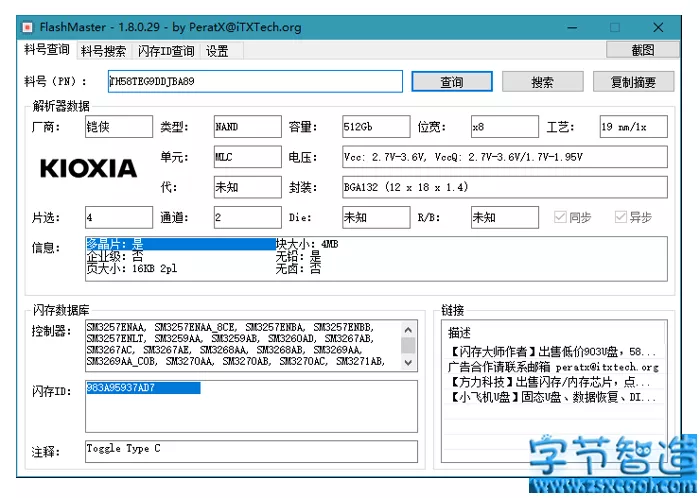 FlashMaster - 1.8.0.29 - by PeratX@iTXTech.org
料号查询 料号搜索 闪存ID查询 设置 截图
料号（PN）： TH58TEG9DDJBA89 查询 搜索 复制摘要
解析器数据
厂商： 铠侠 类型： NAND 容量： 512Gb 位宽： x8 工艺： 19 nm/1x
KIOXIA 单元： MLC 电压： Vcc: 2.7V-3.6V, VccQ: 2.7V-3.6V/1.7V-1.95V
代： 未知 封装： BGA132 (12 x 18 x 1.4)
片选： 4 通道： 2 Die： 未知 R/B： 未知 同步 异步
信息： 多晶片: 是 块大小: 4MB
企业级: 否 无铅: 是
页大小: 16KB 2pl 无卤: 否
闪存数据库
控制器： SM3257ENAA, SM3257ENAA_8CE, SM3257ENBA, SM3257ENBB,
SM3257ENLT, SM3259AA, SM3259AB, SM3260AD, SM3267AB,
SM3267AC, SM3267AE, SM3268AA, SM3268AB, SM3269AA,
SM3269AA_COB, SM3270AA, SM3270AB, SM3270AC, SM3271AB,
闪存ID： 983A95937AD7
注释： Toggle Type C
链接
描述
【闪存大师作者】出售低价903U盘，58...
广告合作请联系邮箱 peratx@itxtech.org
【方力科技】出售闪存/内存芯片，点...
【小飞机U盘】固态U盘、数据恢复、DI...
字节智造
www.zsxcool.com